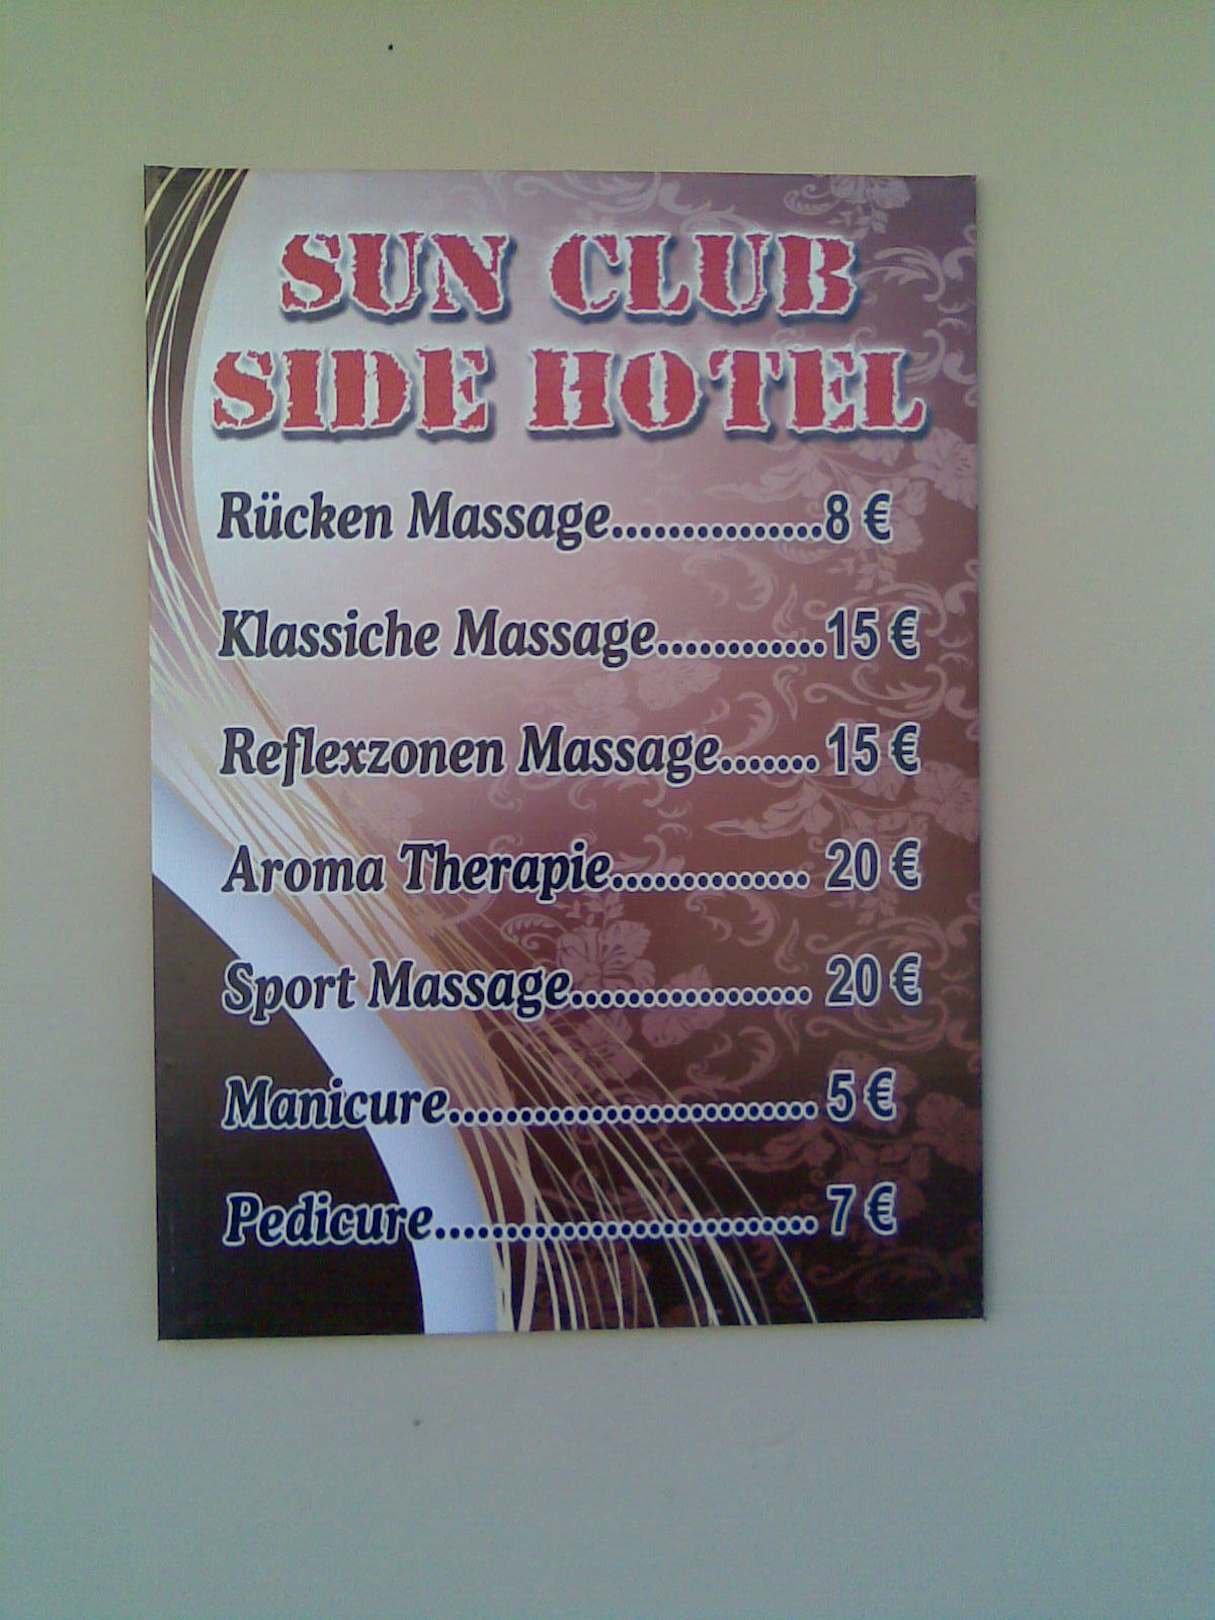 SUN CLUB
SIDE HOTEL
Rücken Massage...............8 €
Klassiche Massage............15 €
Reflexzonen Massage....... 15 €
Aroma Therapie.............. 20 €
Sport Massage................. 20 €
Manicure.......................... 5 €
Pedicure........................... 7 €